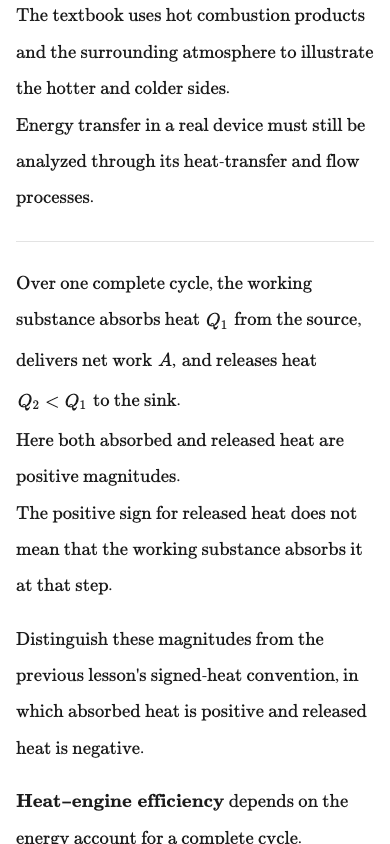 The textbook uses hot combustion products
and the surrounding atmosphere to illustrate
the hotter and colder sides.
Energy transfer in a real device must still be
analyzed through its heat-transfer and flow
processes.
Over one complete cycle, the working
substance absorbs heat Q₁ from the source,
delivers net work A, and releases heat
Q₂ < Q₁ to the sink.
Here both absorbed and released heat are
positive magnitudes.
The positive sign for released heat does not
mean that the working substance absorbs it
at that step.
Distinguish these magnitudes from the
previous lesson's signed-heat convention, in
which absorbed heat is positive and released
heat is negative.
Heat–engine efficiency depends on the
energy account for a complete cycle.